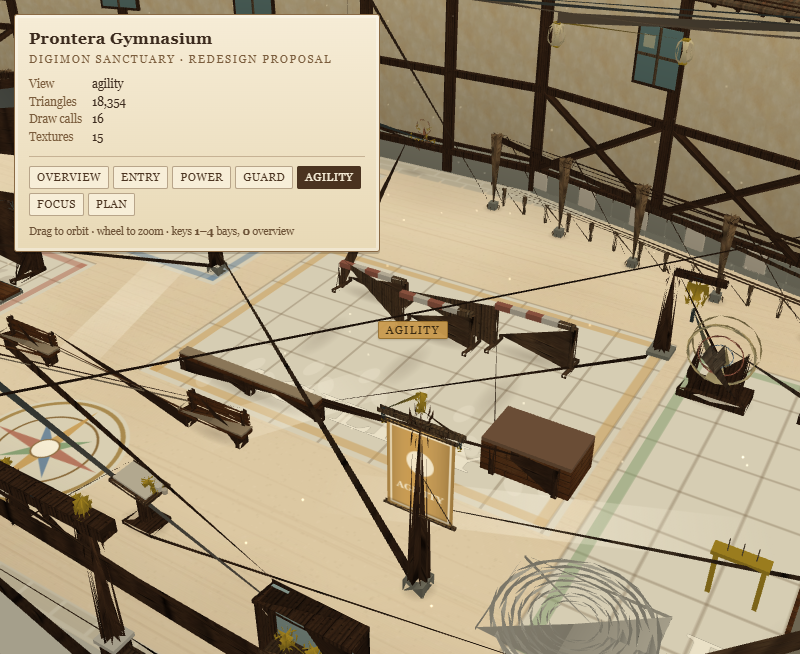 Prontera Gymnasium
DIGIMON SANCTUARY · REDESIGN PROPOSAL
View agility
Triangles 18,354
Draw calls 16
Textures 15
OVERVIEW ENTRY POWER GUARD AGILITY
FOCUS PLAN
Drag to orbit · wheel to zoom · keys 1–4 bays, 0 overview
AGILITY